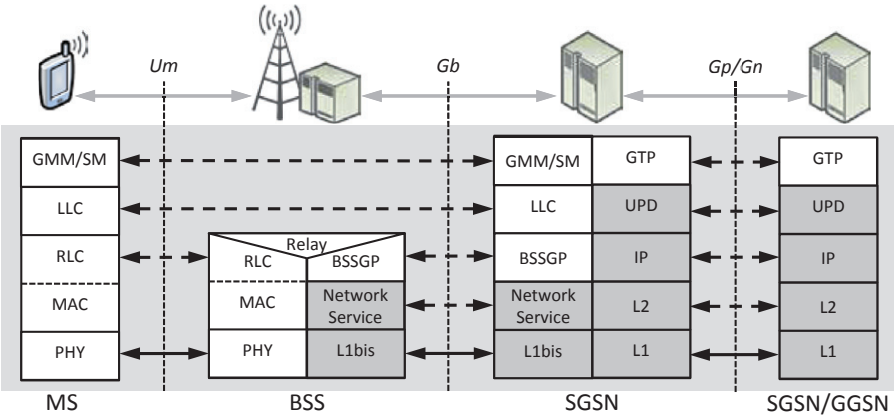 Um
Gb
Gp/Gn
GMM/SM
GMM/SM
GTP
GTP
LLC
LLC
UPD
UPD
Relay
RLC
RLC
BSSGP
BSSGP
IP
IP
MAC
MAC
Network
Service
Network
Service
L2
L2
PHY
PHY
L1bis
L1bis
L1
L1
MS
BSS
SGSN
SGSN/GGSN